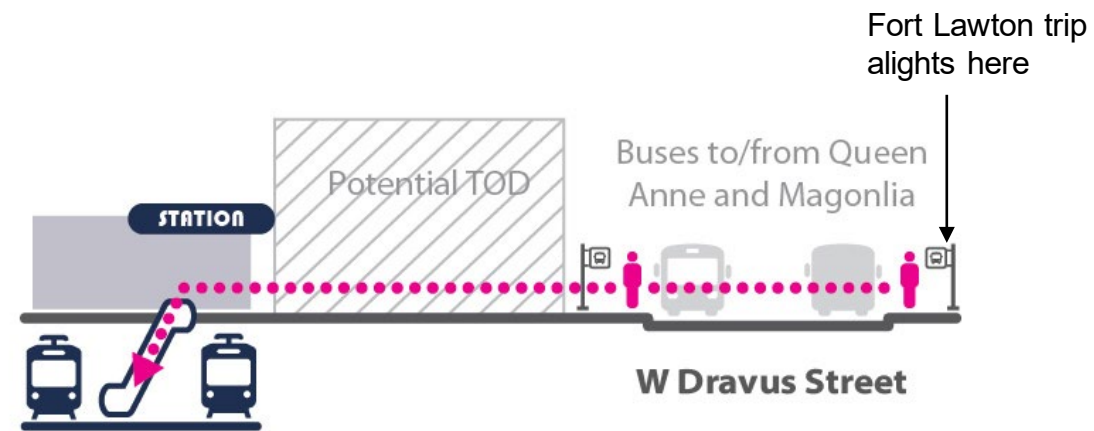 Fort Lawton trip
alights here
Buses to/from Queen
Anne and Magonlia
Potential TOD
STATION
W Dravus Street